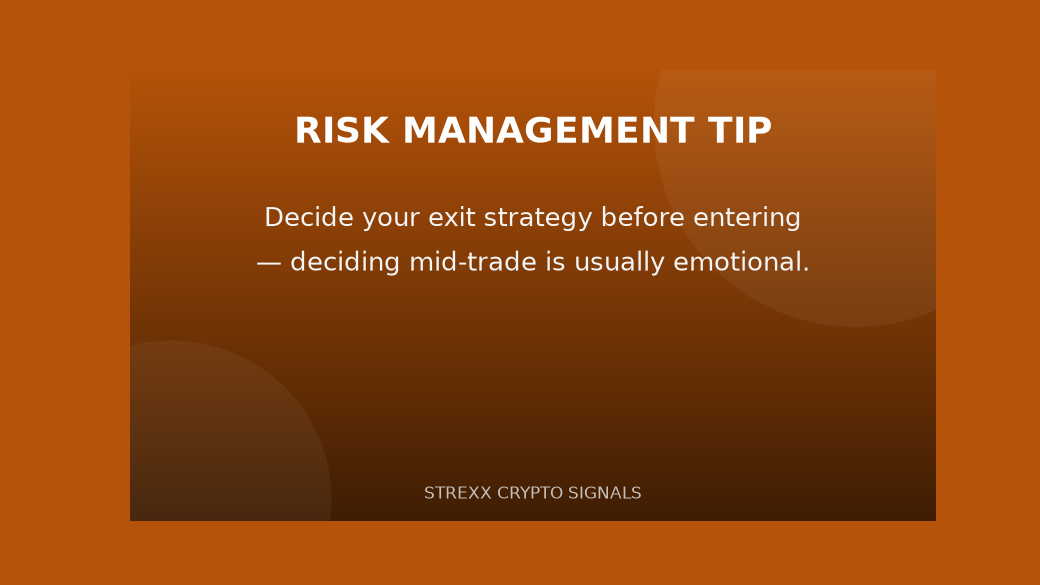 RISK MANAGEMENT TIP
Decide your exit strategy before entering
— deciding mid-trade is usually emotional.
STREXX CRYPTO SIGNALS